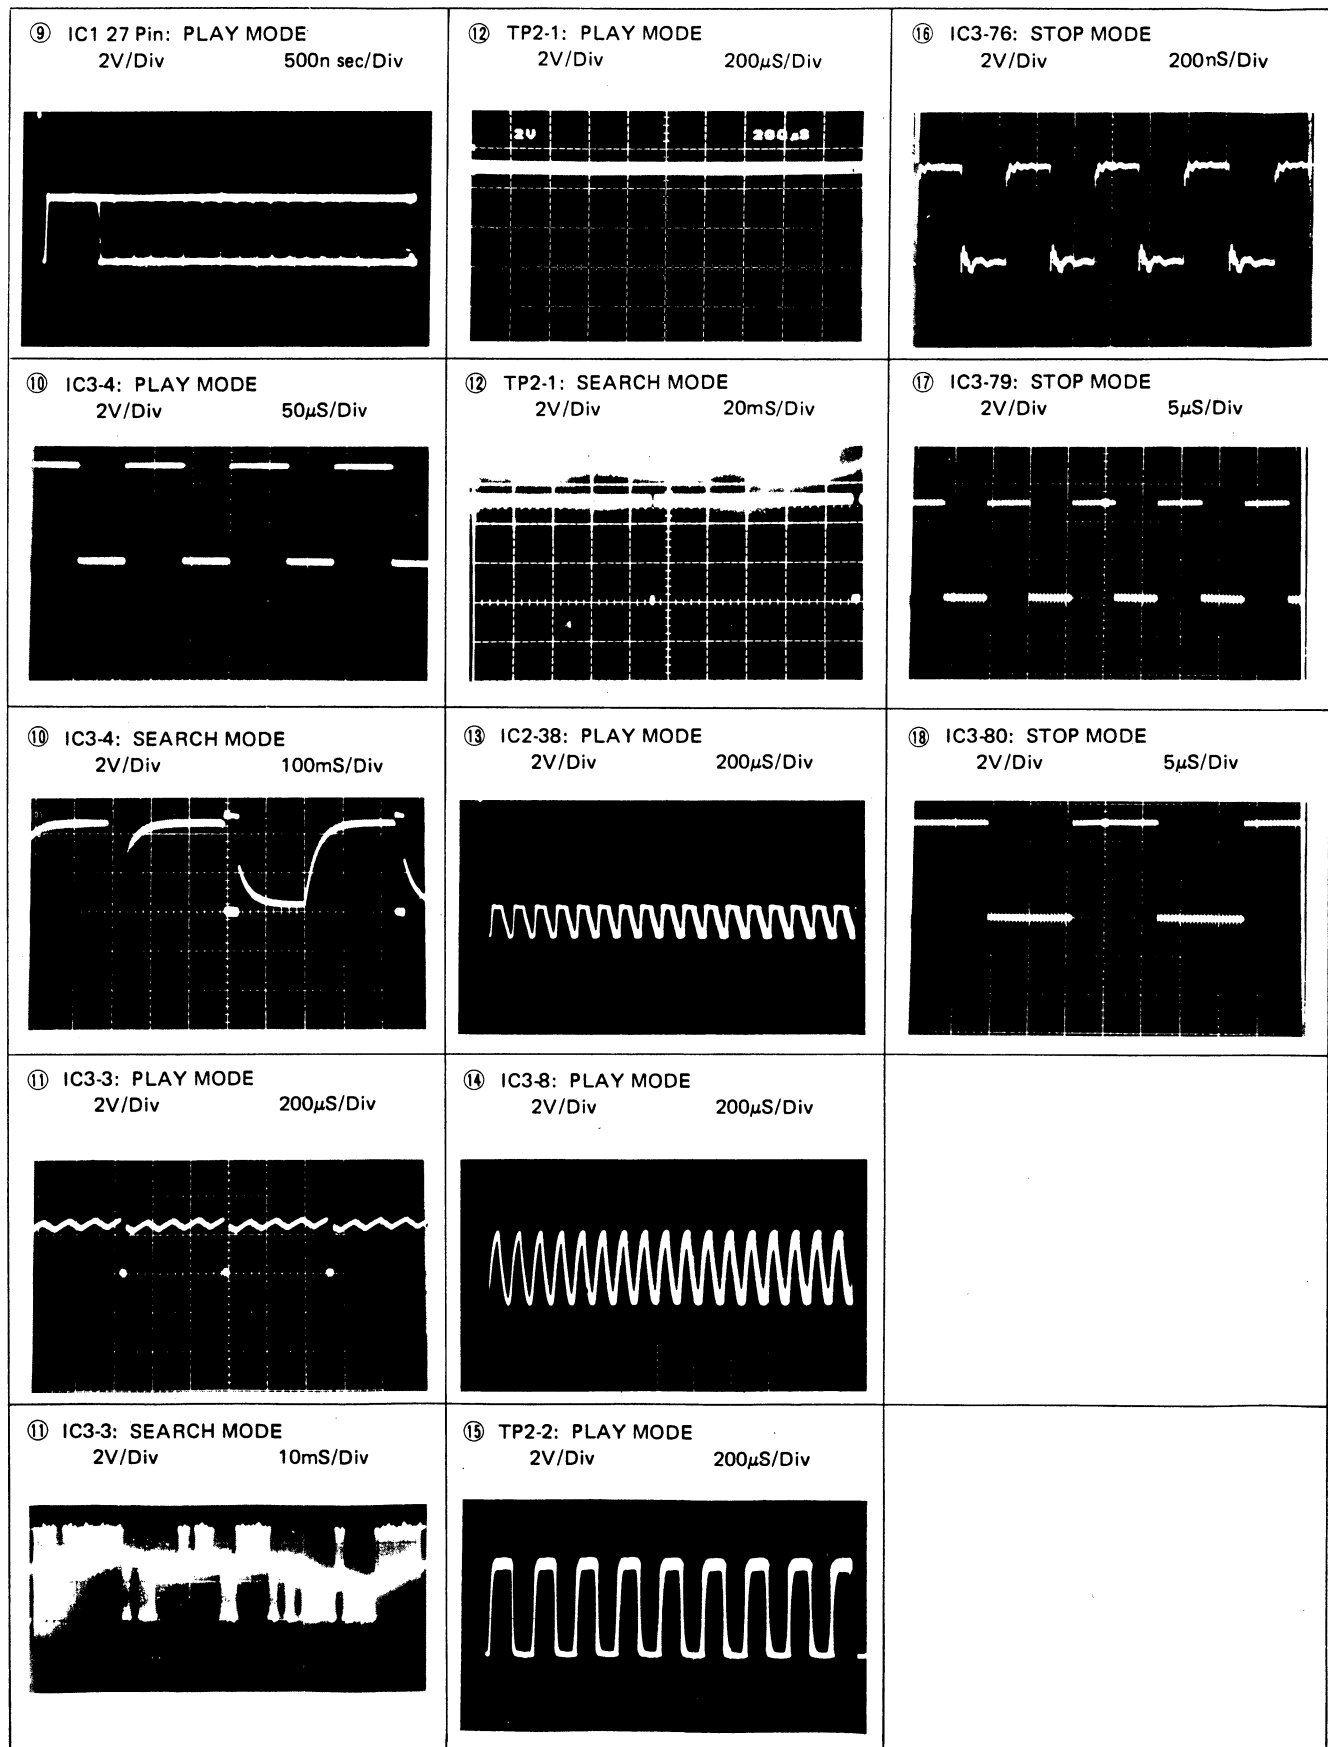 ⑨ IC1 27 Pin: PLAY MODE
2V/Div 500n sec/Div
⑩ IC3-4: PLAY MODE
2V/Div 50μS/Div
⑩ IC3-4: SEARCH MODE
2V/Div 100mS/Div
⑪ IC3-3: PLAY MODE
2V/Div 200μS/Div
⑪ IC3-3: SEARCH MODE
2V/Div 10mS/Div
⑫ TP2-1: PLAY MODE
2V/Div 200μS/Div
2V 200μS
⑫ TP2-1: SEARCH MODE
2V/Div 20mS/Div
⑬ IC2-38: PLAY MODE
2V/Div 200μS/Div
⑭ IC3-8: PLAY MODE
2V/Div 200μS/Div
⑮ TP2-2: PLAY MODE
2V/Div 200μS/Div
⑯ IC3-76: STOP MODE
2V/Div 200nS/Div
⑰ IC3-79: STOP MODE
2V/Div 5μS/Div
⑱ IC3-80: STOP MODE
2V/Div 5μS/Div